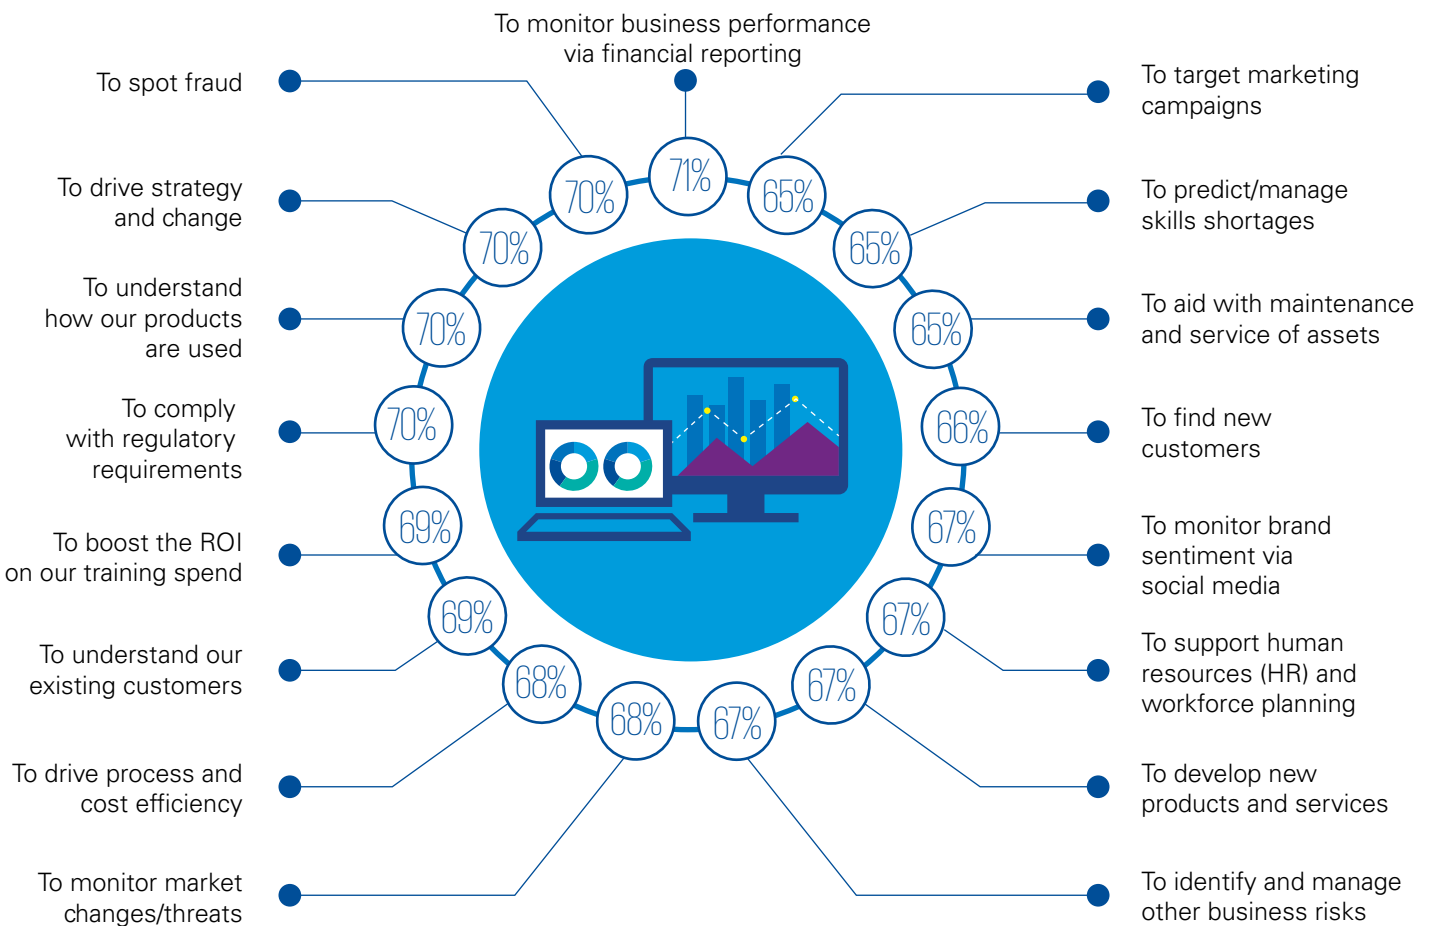 To monitor business performance
via financial reporting
71%
To target marketing
campaigns
65%
To predict/manage
skills shortages
65%
To aid with maintenance
and service of assets
65%
To find new
customers
66%
To monitor brand
sentiment via
social media
67%
To support human
resources (HR) and
workforce planning
67%
To develop new
products and services
67%
To identify and manage
other business risks
67%
To monitor market
changes/threats
68%
To drive process and
cost efficiency
68%
To understand our
existing customers
69%
To boost the ROI
on our training spend
69%
To comply
with regulatory
requirements
70%
To understand
how our products
are used
70%
To drive strategy
and change
70%
To spot fraud
70%